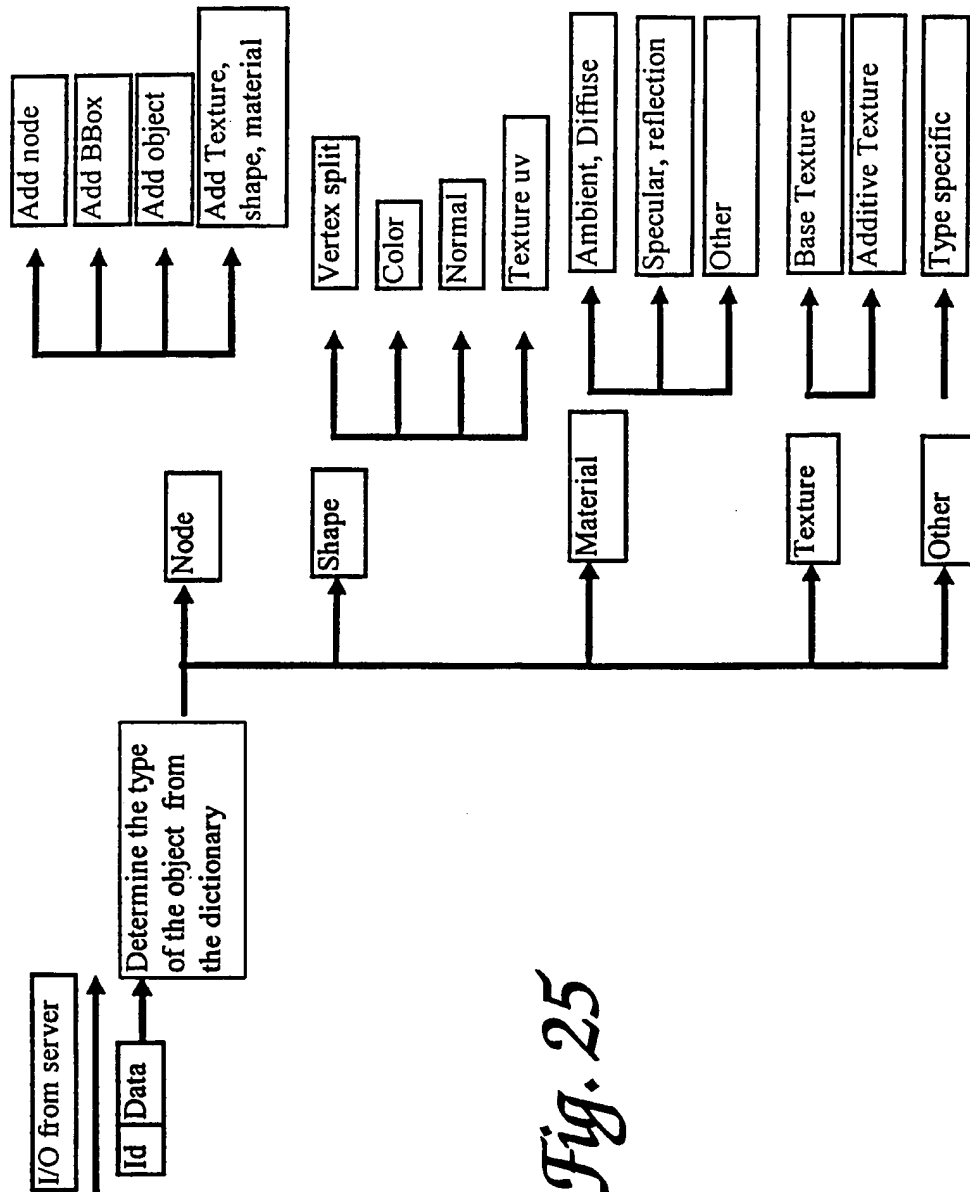 I/O from server
Id Data
Determine the type
of the object from
the dictionary
Node
Shape
Material
Texture
Other
Add node
Add BBox
Add object
Add Texture,
shape, material
Vertex split
Color
Normal
Texture uv
Ambient, Diffuse
Specular, reflection
Other
Base Texture
Additive Texture
Type specific
Fig. 25